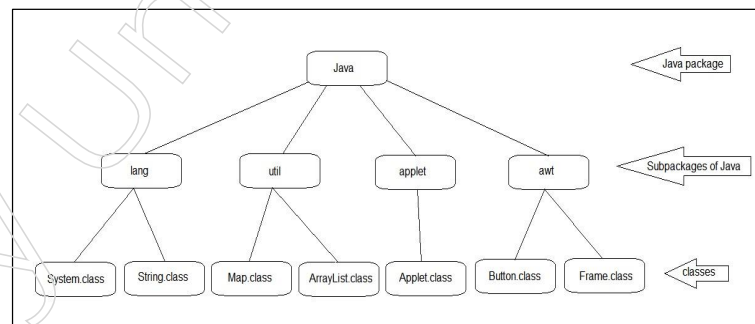 Java
Java package
lang
util
applet
awt
Subpackages of Java
System.class
String.class
Map.class
ArrayList.class
Applet.class
Button.class
Frame.class
classes